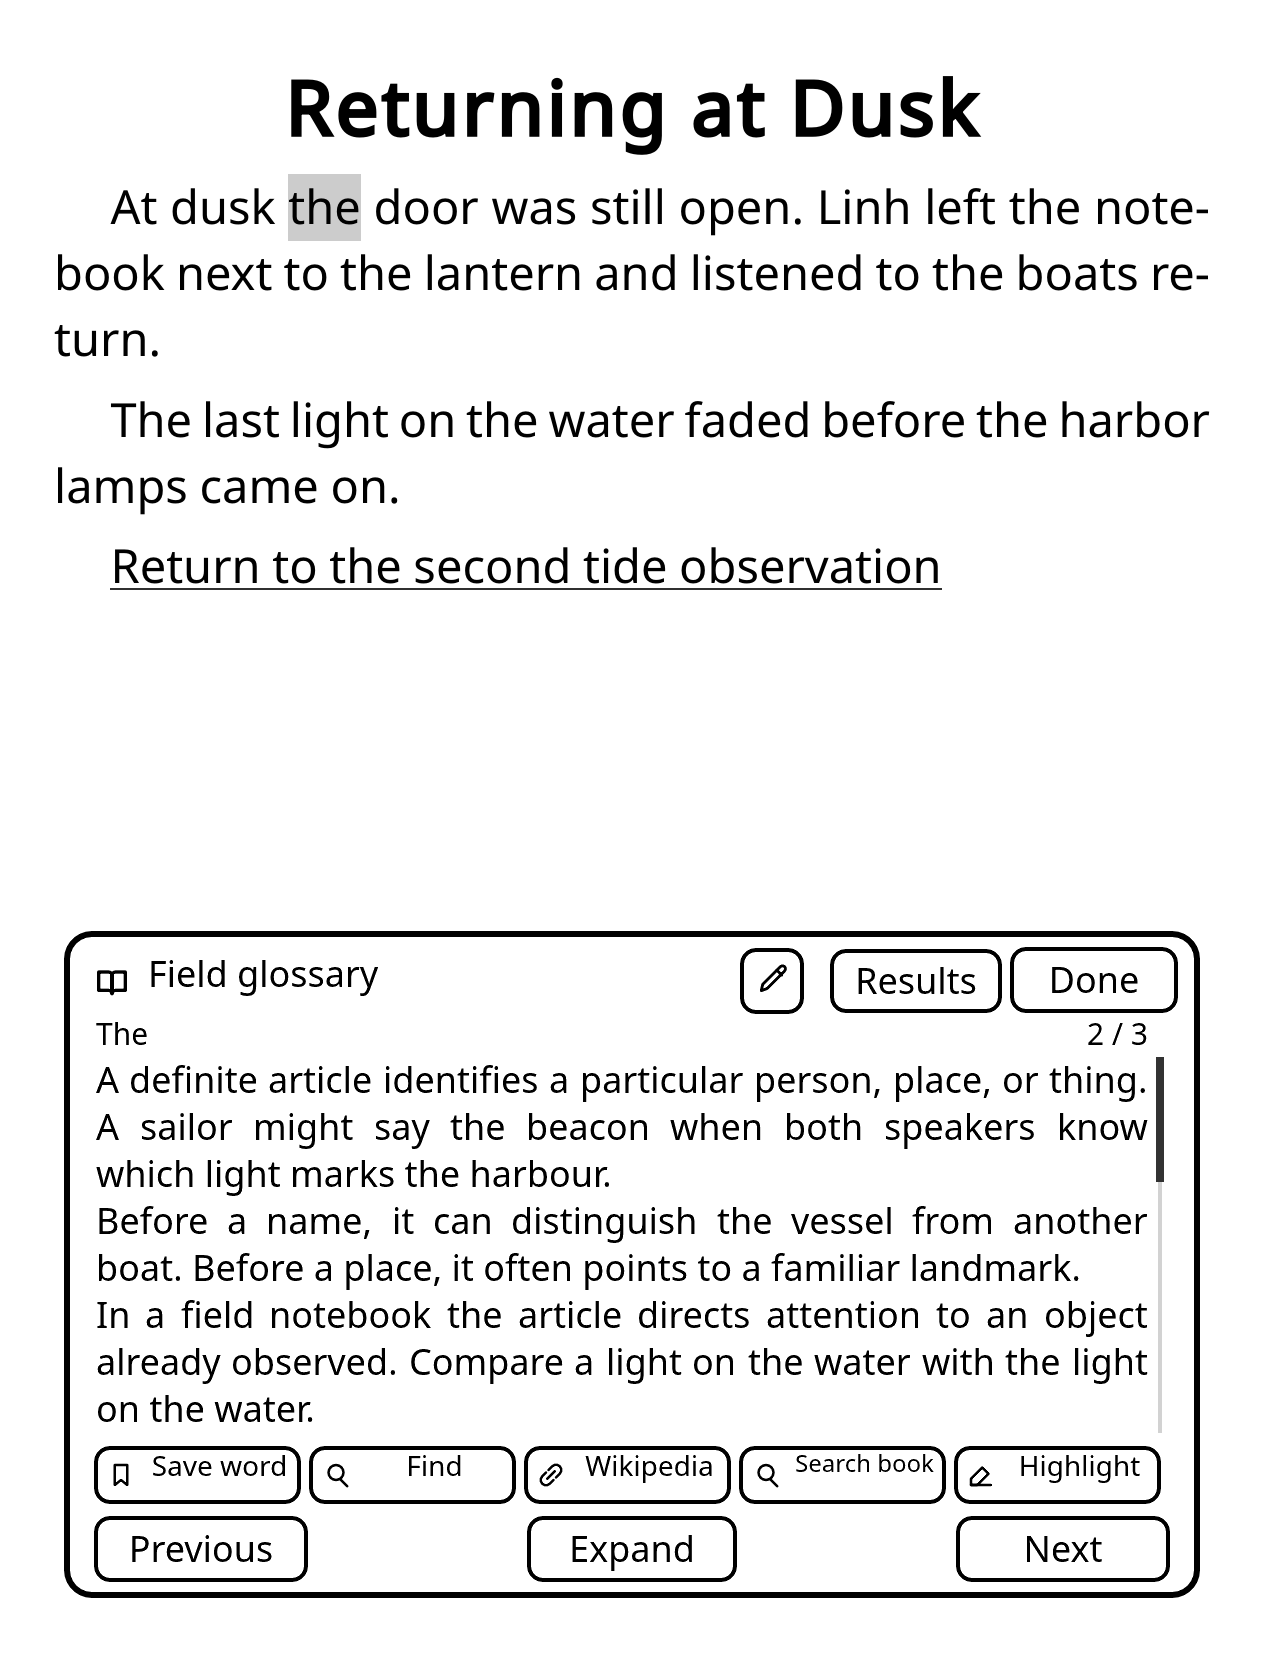 Returning at Dusk
At dusk the door was still open. Linh left the note-
book next to the lantern and listened to the boats re-
turn.
The last light on the water faded before the harbor
lamps came on.
Return to the second tide observation
Field glossary
Results
Done
The
2 / 3
A definite article identifies a particular person, place, or thing.
A sailor might say the beacon when both speakers know
which light marks the harbour.
Before a name, it can distinguish the vessel from another
boat. Before a place, it often points to a familiar landmark.
In a field notebook the article directs attention to an object
already observed. Compare a light on the water with the light
on the water.
Save word
Find
Wikipedia
Search book
Highlight
Previous
Expand
Next